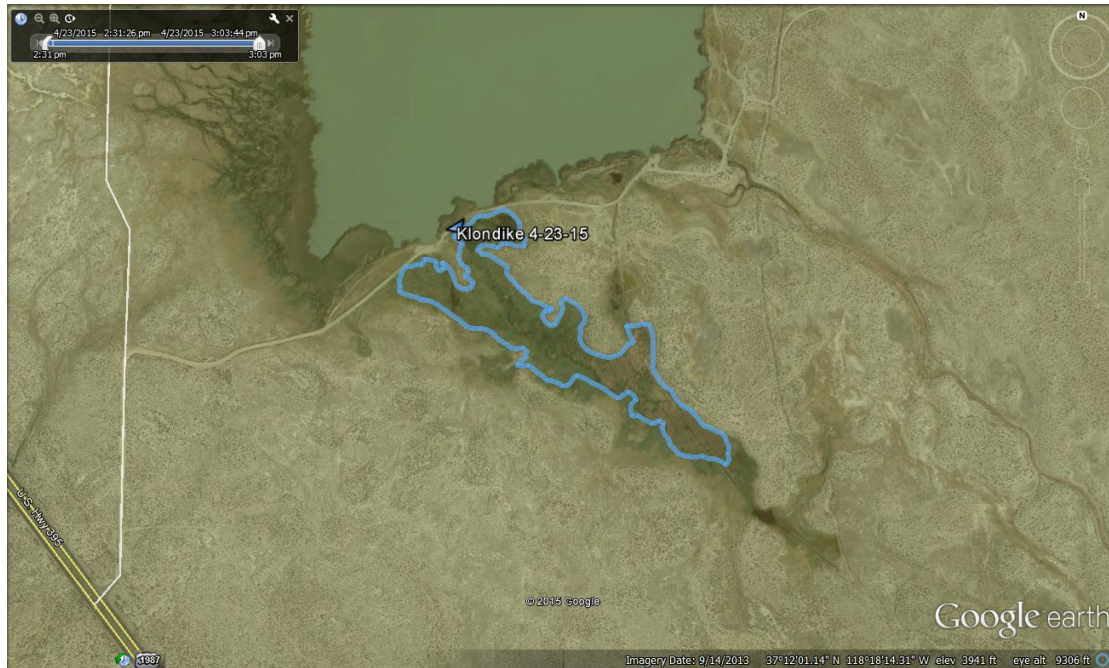 4/23/2015 2:31:26 pm 4/23/2015 3:03:44 pm
2:31 pm 3:03 pm
N
Klondike 4-23-15
U.S. Hwy 395
© 2015 Google
Google earth
1987
Imagery Date: 9/14/2013 37°12'01.14" N 118°18'14.31" W elev 3941 ft eye alt 9306 ft